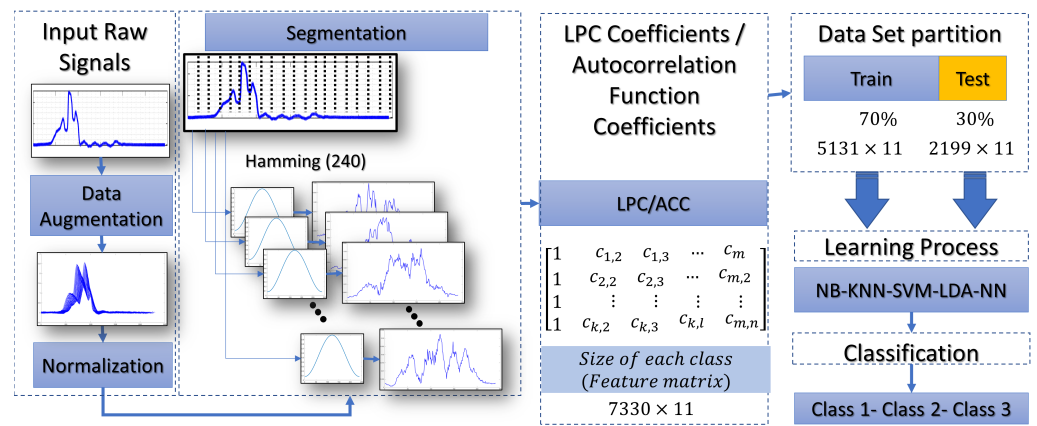 Input Raw
Signals
Data
Augmentation
Normalization
Segmentation
Hamming (240)
LPC Coefficients /
Autocorrelation
Function
Coefficients
LPC/ACC
1 c1,2 c1,3 ⋯ cm
1 c2,2 c2,3 ⋯ cm,2
1 ⋮ ⋮ ⋮ ⋮
1 ck,2 ck,3 ck,l cm,n
Size of each class
(Feature matrix)
7330 × 11
Data Set partition
Train Test
70% 30%
5131 × 11 2199 × 11
Learning Process
NB-KNN-SVM-LDA-NN
Classification
Class 1- Class 2- Class 3